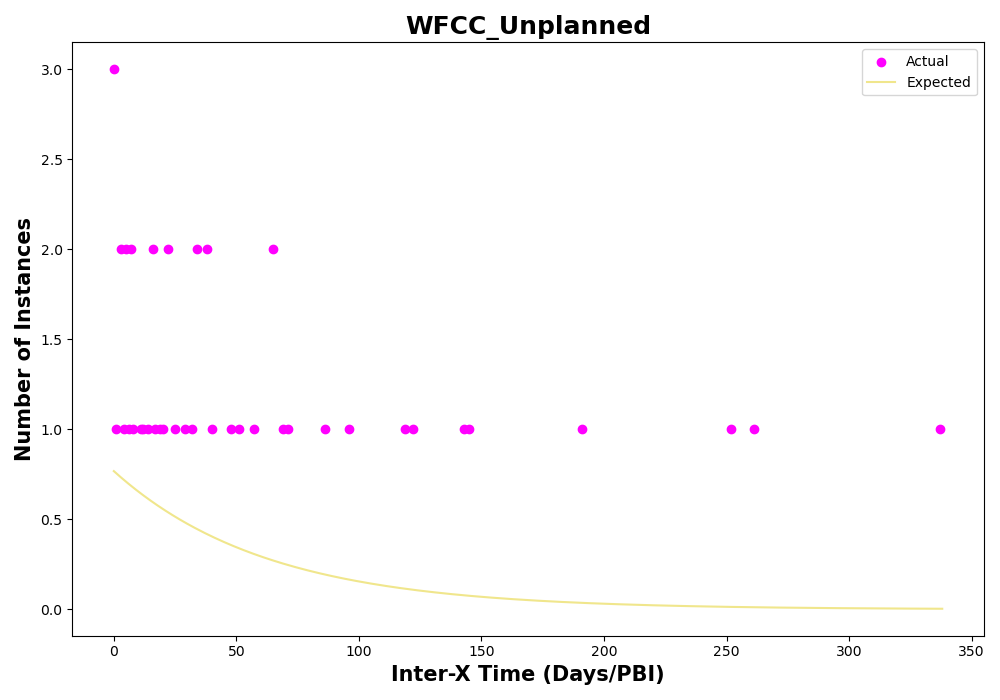 WFCC_Unplanned
Actual
Expected
Number of Instances
3.0
2.5
2.0
1.5
1.0
0.5
0.0
0 50 100 150 200 250 300 350
Inter-X Time (Days/PBI)